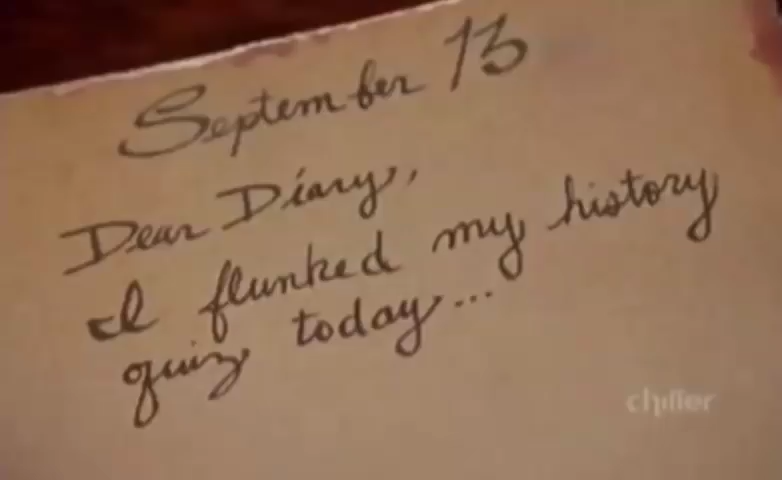 September 13
Dear Diary,
I flunked my history
quiz today...
chiller